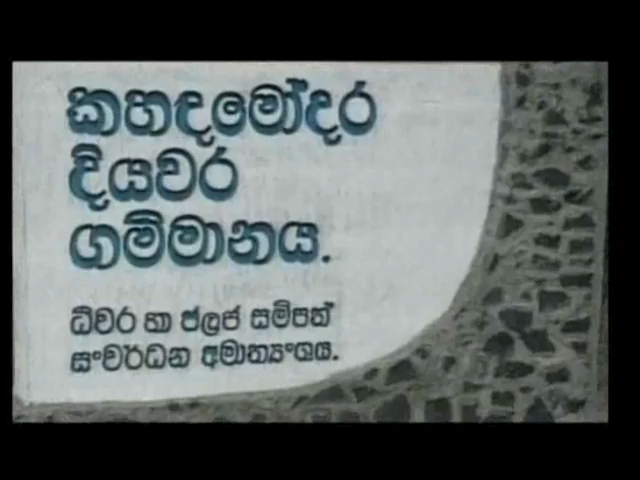 කහඳමෝදර
දියවර
ගම්මානය.
ධීවර හා ජලජ සම්පත්
සංවර්ධන අමාත්‍යංශය.